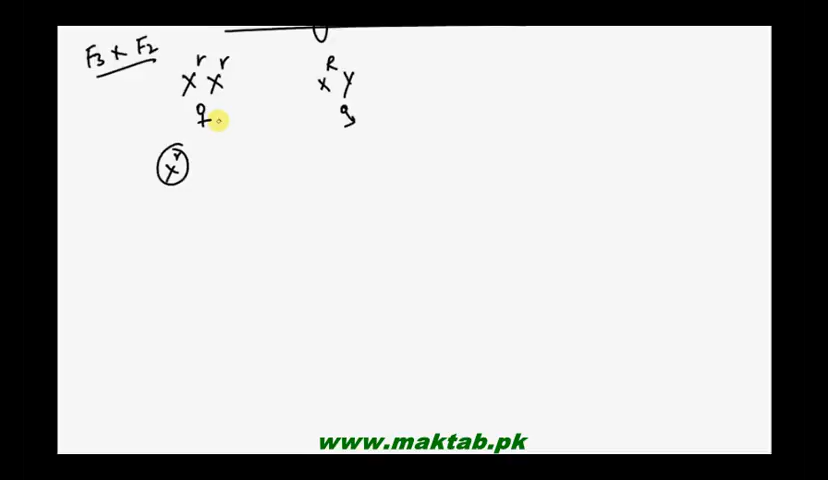 F3 x F2
r r R
X X x Y
♀ ♂
r
x
www.maktab.pk